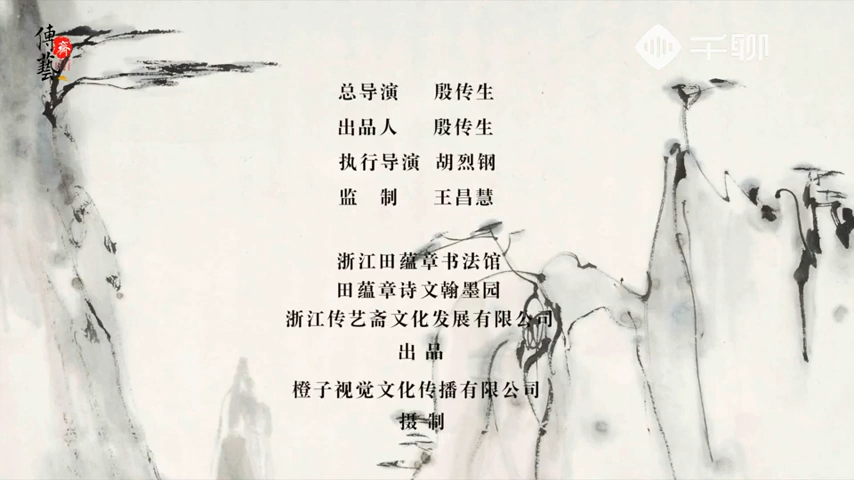 傳藝
斎
千聊
总导演 殷传生
出品人 殷传生
执行导演 胡烈钢
监 制 王昌慧
浙江田蕴章书法馆
田蕴章诗文翰墨园
浙江传艺斋文化发展有限公司
出品
橙子视觉文化传播有限公司
摄制